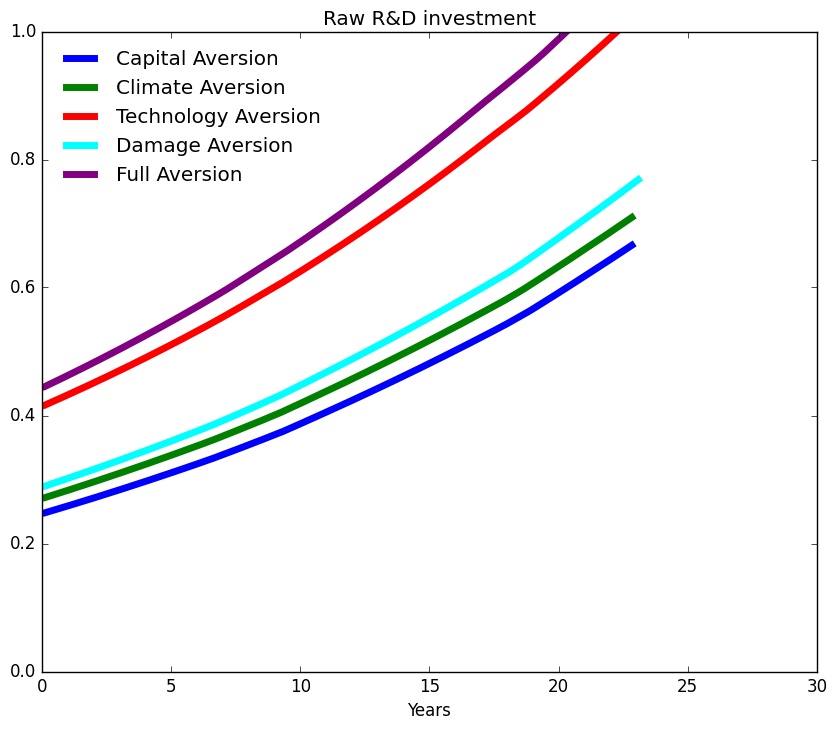 Raw R&D investment
1.0
0.8
0.6
0.4
0.2
0.0
Capital Aversion
Climate Aversion
Technology Aversion
Damage Aversion
Full Aversion
0 5 10 15 20 25 30
Years